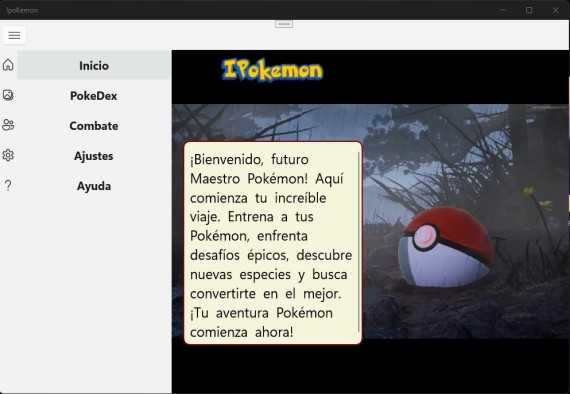 IpoKemon
Inicio
PokeDex
Combate
Ajustes
Ayuda
IPokemon
¡Bienvenido, futuro
Maestro Pokémon! Aquí
comienza tu increíble
viaje. Entrena a tus
Pokémon, enfrenta
desafíos épicos, descubre
nuevas especies y busca
convertirte en el mejor.
¡Tu aventura Pokémon
comienza ahora!